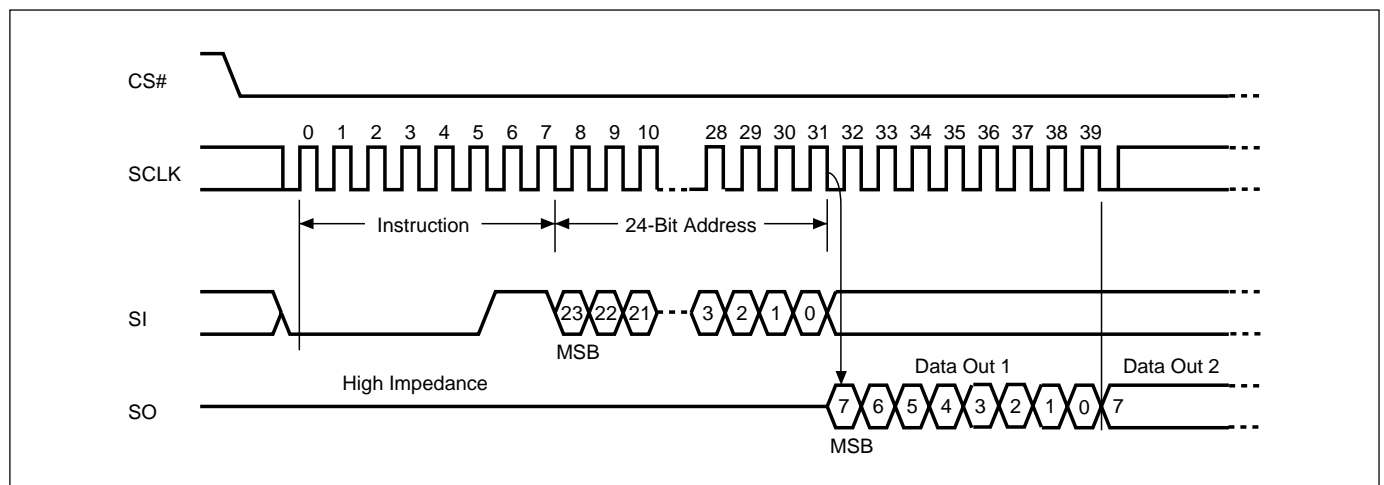 CS#
0 1 2 3 4 5 6 7 8 9 10 28 29 30 31 32 33 34 35 36 37 38 39
SCLK
Instruction 24-Bit Address
SI 23 22 21 3 2 1 0
MSB
High Impedance Data Out 1 Data Out 2
SO 7 6 5 4 3 2 1 0 7
MSB